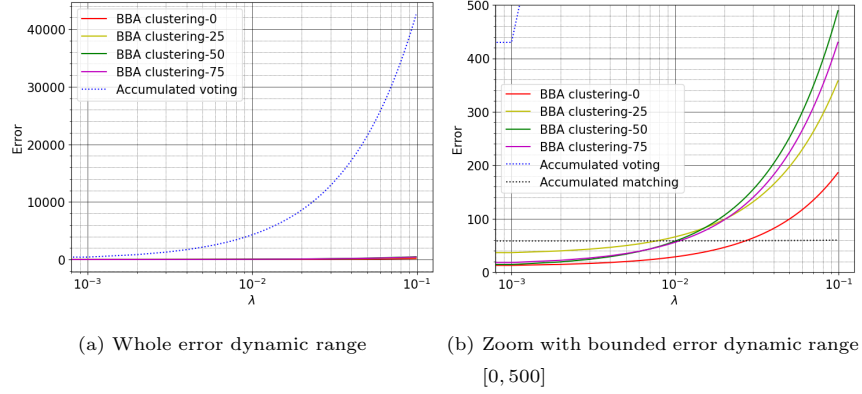 BBA clustering-0
BBA clustering-25
BBA clustering-50
BBA clustering-75
Accumulated voting
40000
30000
20000
10000
0
Error
10⁻³
10⁻²
10⁻¹
λ
(a) Whole error dynamic range
500
400
300
200
100
0
Error
BBA clustering-0
BBA clustering-25
BBA clustering-50
BBA clustering-75
Accumulated voting
Accumulated matching
10⁻³
10⁻²
10⁻¹
λ
(b) Zoom with bounded error dynamic range
[0, 500]